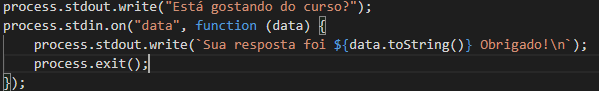 process.stdout.write("Está gostando do curso?");
process.stdin.on("data", function (data) {
    process.stdout.write(`Sua resposta foi ${data.toString()} Obrigado!\n`);
    process.exit();
});